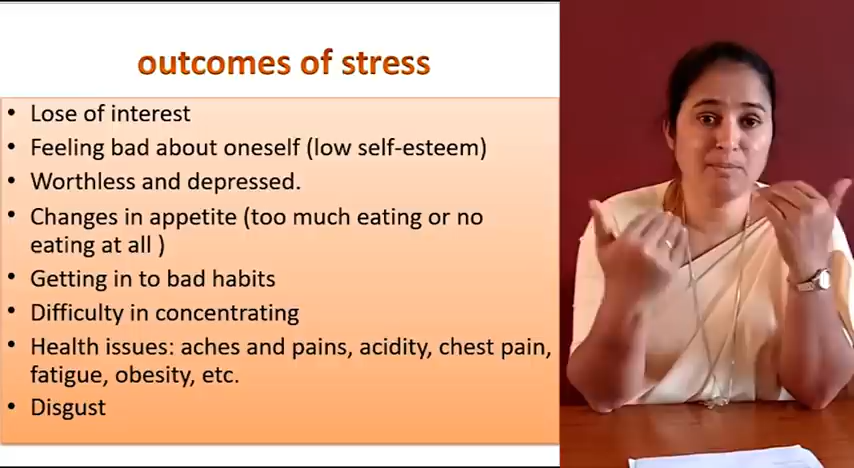 outcomes of stress
• Lose of interest
• Feeling bad about oneself (low self-esteem)
• Worthless and depressed.
• Changes in appetite (too much eating or no
eating at all )
• Getting in to bad habits
• Difficulty in concentrating
• Health issues: aches and pains, acidity, chest pain,
fatigue, obesity, etc.
• Disgust